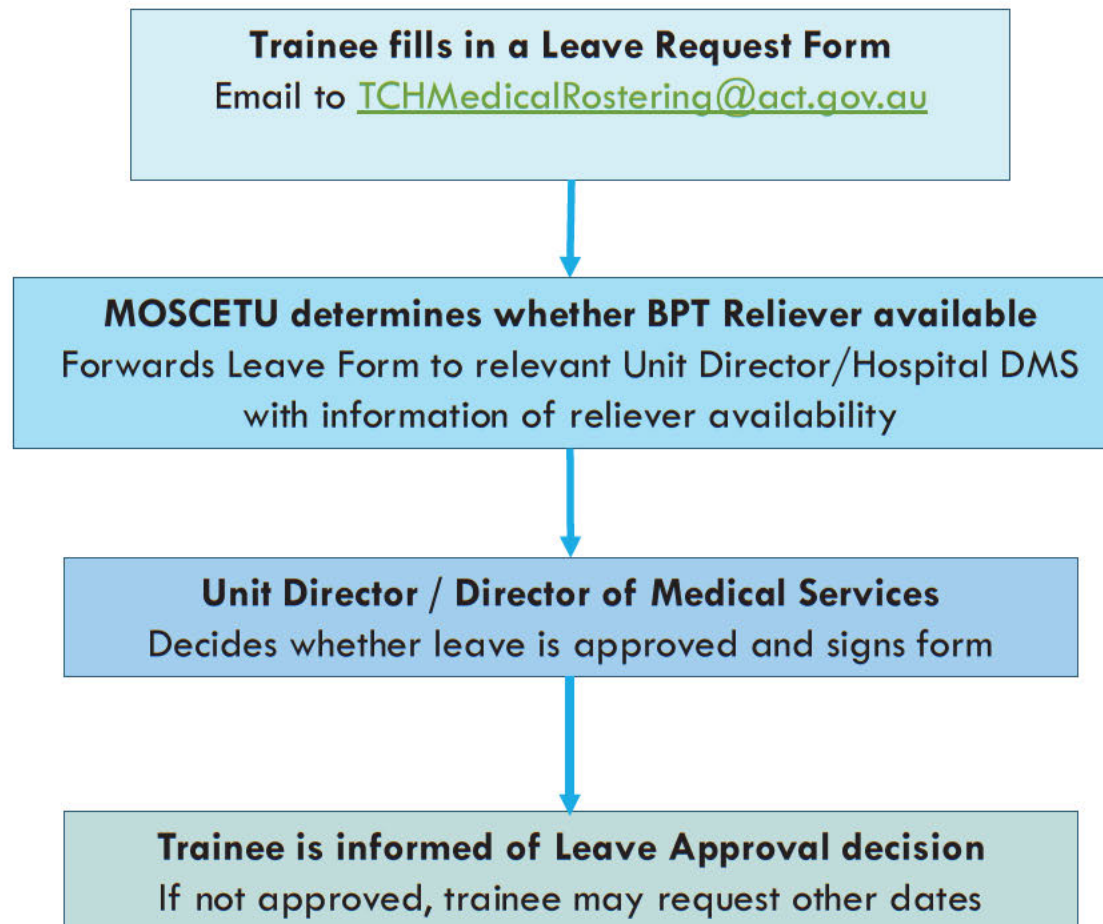 Trainee fills in a Leave Request Form
Email to TCHMedicalRostering@act.gov.au
MOSCETU determines whether BPT Reliever available
Forwards Leave Form to relevant Unit Director/Hospital DMS
with information of reliever availability
Unit Director / Director of Medical Services
Decides whether leave is approved and signs form
Trainee is informed of Leave Approval decision
If not approved, trainee may request other dates